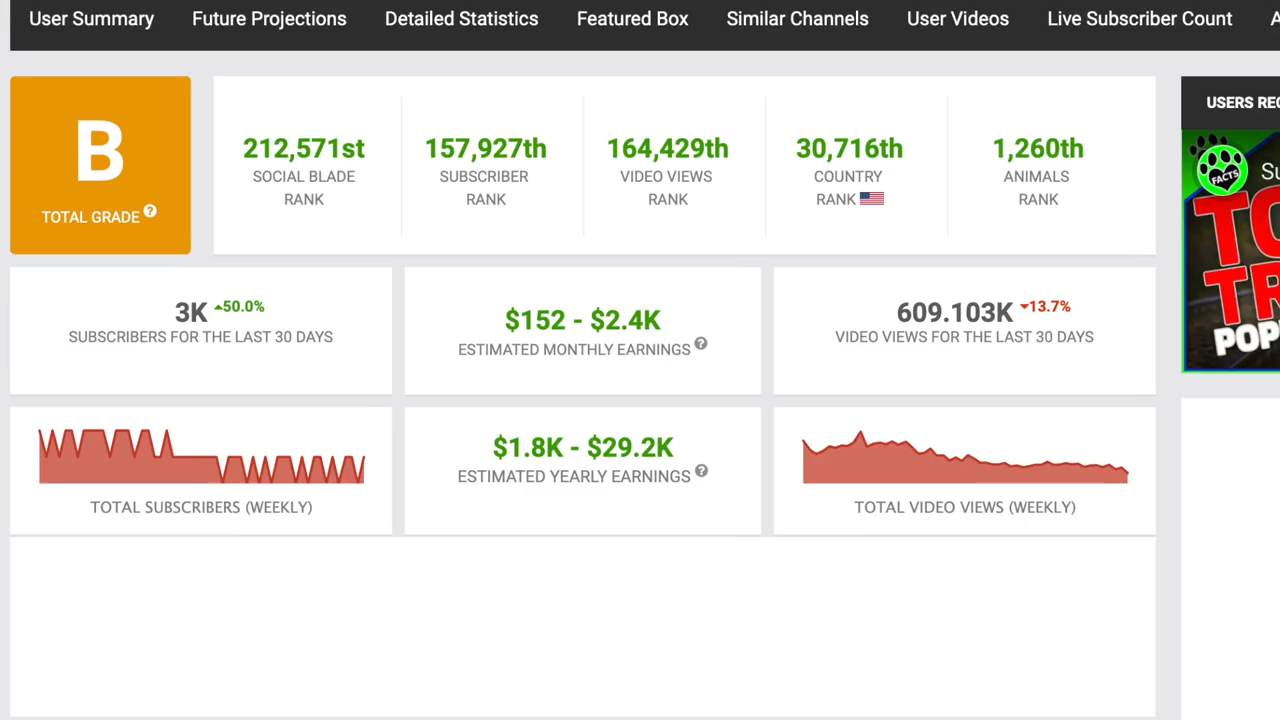 User Summary Future Projections Detailed Statistics Featured Box Similar Channels User Videos Live Subscriber Count
B
TOTAL GRADE ?
212,571st
SOCIAL BLADE
RANK
157,927th
SUBSCRIBER
RANK
164,429th
VIDEO VIEWS
RANK
30,716th
COUNTRY
RANK
1,260th
ANIMALS
RANK
USERS
FACTS
POP
3K 50.0%
SUBSCRIBERS FOR THE LAST 30 DAYS
$152 - $2.4K
ESTIMATED MONTHLY EARNINGS ?
609.103K 13.7%
VIDEO VIEWS FOR THE LAST 30 DAYS
TOTAL SUBSCRIBERS (WEEKLY)
$1.8K - $29.2K
ESTIMATED YEARLY EARNINGS ?
TOTAL VIDEO VIEWS (WEEKLY)